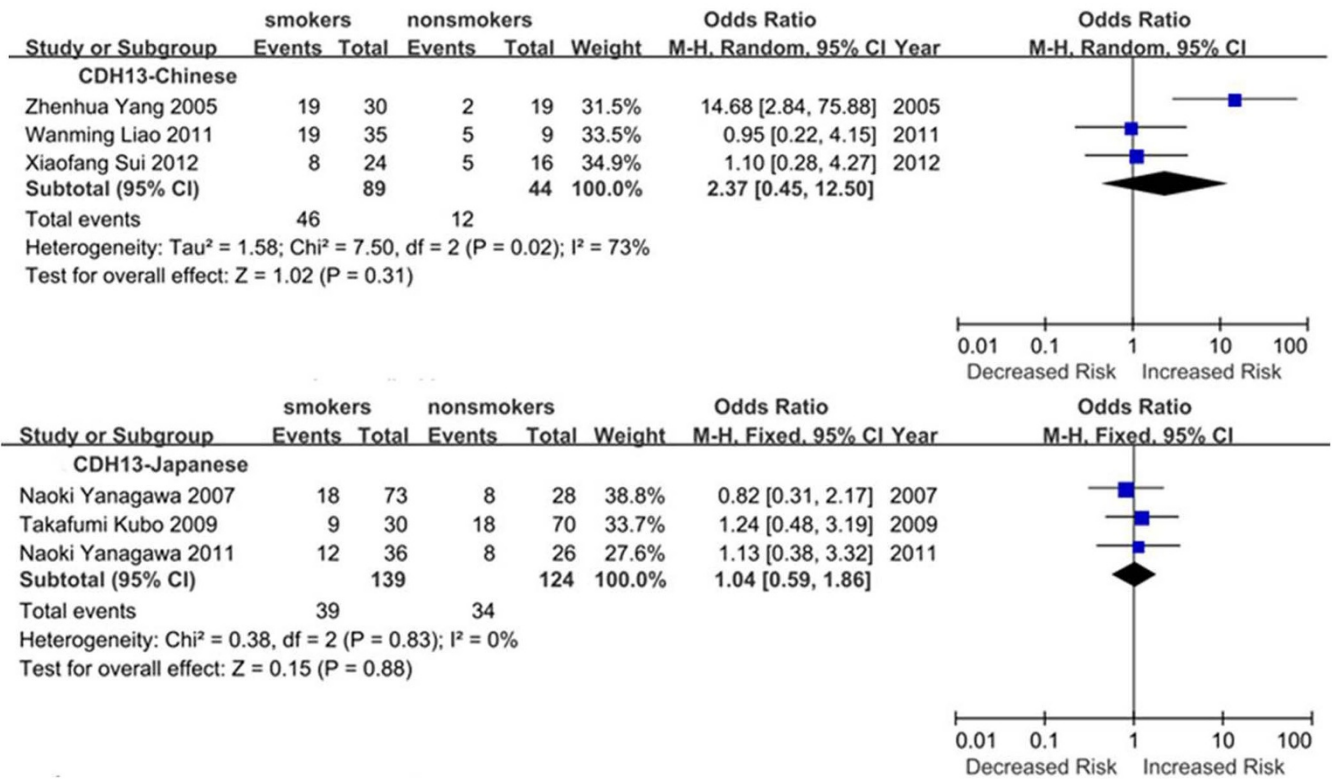 smokers nonsmokers Odds Ratio Odds Ratio
Study or Subgroup Events Total Events Total Weight M-H, Random, 95% CI Year M-H, Random, 95% CI
CDH13-Chinese
Zhenhua Yang 2005 19 30 2 19 31.5% 14.68 [2.84, 75.88] 2005
Wanming Liao 2011 19 35 5 9 33.5% 0.95 [0.22, 4.15] 2011
Xiaofang Sui 2012 8 24 5 16 34.9% 1.10 [0.28, 4.27] 2012
Subtotal (95% CI) 89 44 100.0% 2.37 [0.45, 12.50]
Total events 46 12
Heterogeneity: Tau² = 1.58; Chi² = 7.50, df = 2 (P = 0.02); I² = 73%
Test for overall effect: Z = 1.02 (P = 0.31)
0.01 0.1 1 10 100
Decreased Risk Increased Risk
smokers nonsmokers Odds Ratio Odds Ratio
Study or Subgroup Events Total Events Total Weight M-H, Fixed, 95% CI Year M-H, Fixed, 95% CI
CDH13-Japanese
Naoki Yanagawa 2007 18 73 8 28 38.8% 0.82 [0.31, 2.17] 2007
Takafumi Kubo 2009 9 30 18 70 33.7% 1.24 [0.48, 3.19] 2009
Naoki Yanagawa 2011 12 36 8 26 27.6% 1.13 [0.38, 3.32] 2011
Subtotal (95% CI) 139 124 100.0% 1.04 [0.59, 1.86]
Total events 39 34
Heterogeneity: Chi² = 0.38, df = 2 (P = 0.83); I² = 0%
Test for overall effect: Z = 0.15 (P = 0.88)
0.01 0.1 1 10 100
Decreased Risk Increased Risk